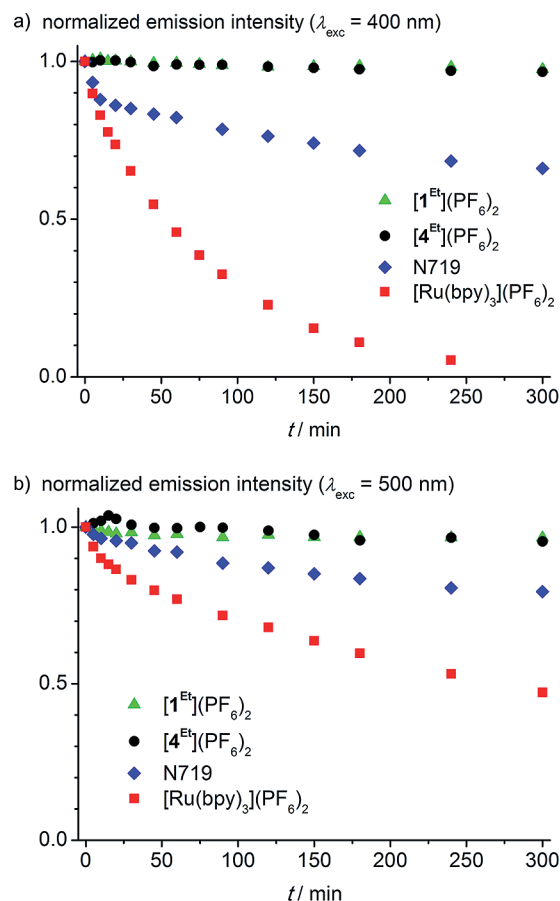 a) normalized emission intensity (λexc = 400 nm)
1.0
0.5
0.0
[1Et](PF6)2
[4Et](PF6)2
N719
[Ru(bpy)3](PF6)2
0 50 100 150 200 250 300
t / min
b) normalized emission intensity (λexc = 500 nm)
1.0
0.5
0.0
[1Et](PF6)2
[4Et](PF6)2
N719
[Ru(bpy)3](PF6)2
0 50 100 150 200 250 300
t / min